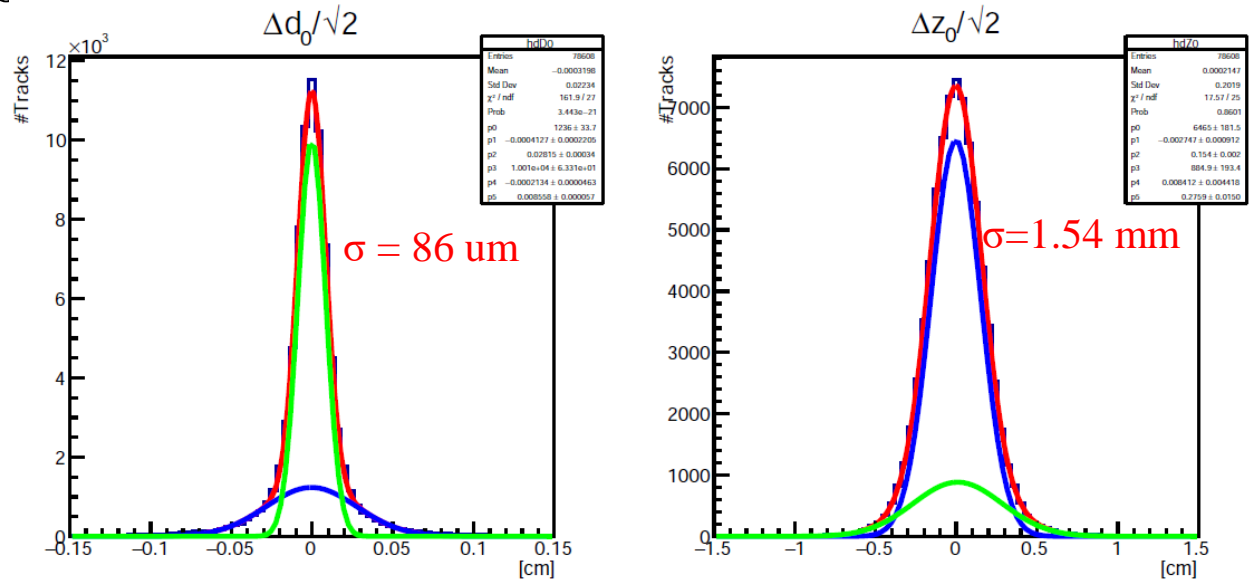 Δd₀/√2
hdD0
Entries 78608
Mean −0.0003198
Std Dev 0.02234
χ² / ndf 161.9 / 27
Prob 3.443e−21
p0 1236 ± 33.7
p1 −0.0004127 ± 0.0002205
p2 0.02815 ± 0.00034
p3 1.001e+04 ± 6.331e+01
p4 −0.0002134 ± 0.0000463
p5 0.008558 ± 0.000057
×10³
#Tracks
12
10
8
6
4
2
0
σ = 86 um
−0.15 −0.1 −0.05 0 0.05 0.1 0.15
[cm]
Δz₀/√2
hdZ0
Entries 78608
Mean 0.0002147
Std Dev 0.2019
χ² / ndf 17.57 / 25
Prob 0.8601
p0 6465 ± 181.5
p1 −0.002747 ± 0.000912
p2 0.154 ± 0.002
p3 884.9 ± 193.4
p4 0.008412 ± 0.004418
p5 0.2759 ± 0.0150
#Tracks
7000
6000
5000
4000
3000
2000
1000
0
σ=1.54 mm
−1.5 −1 −0.5 0 0.5 1 1.5
[cm]